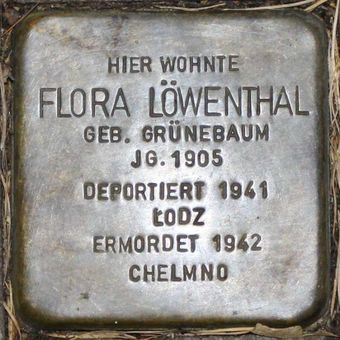 HIER WOHNTE
FLORA LÖWENTHAL
GEB. GRÜNEBAUM
JG. 1905
DEPORTIERT 1941
ŁODZ
ERMORDET 1942
CHELMNO